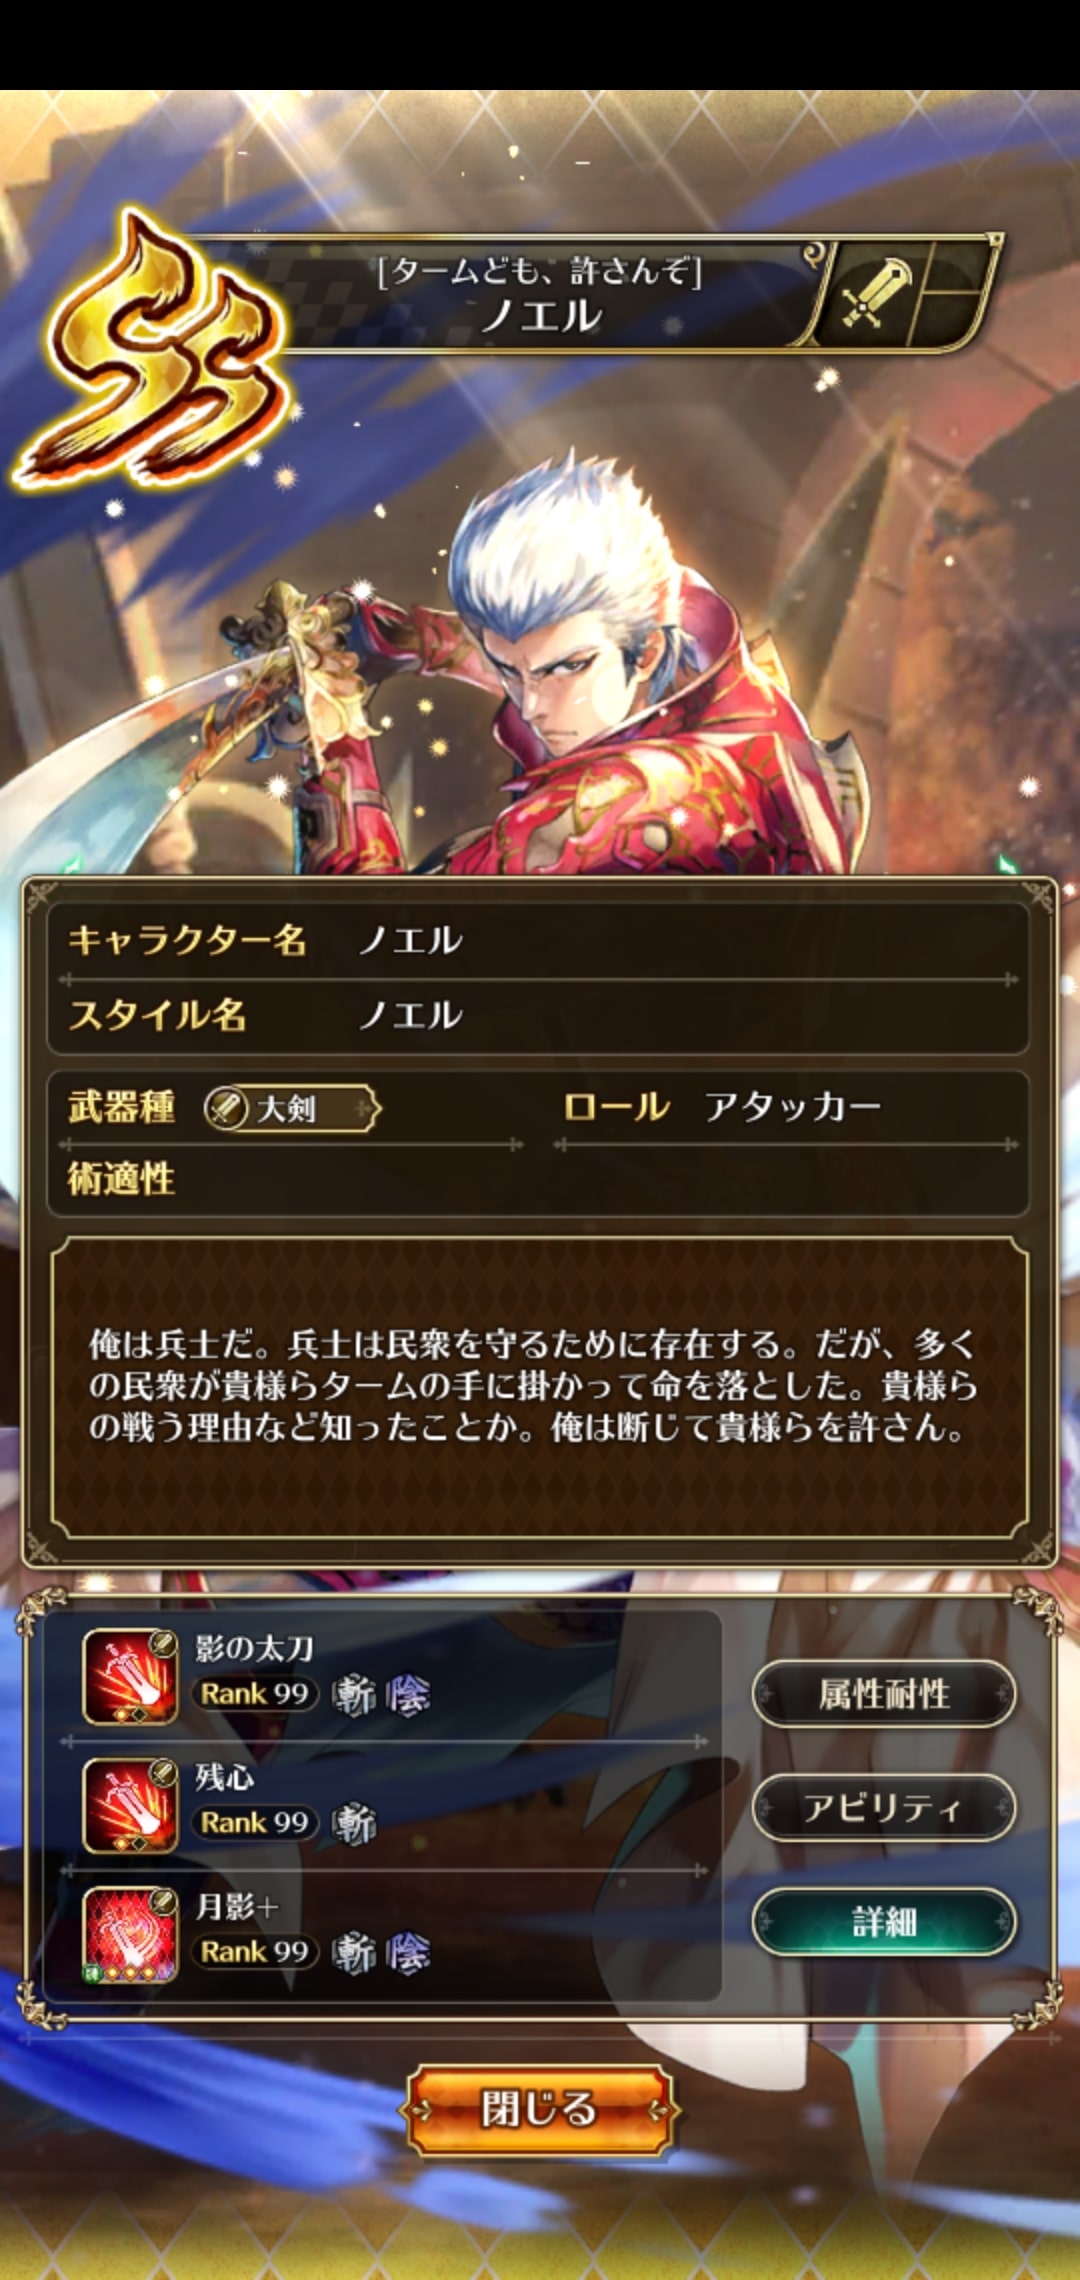 SS
[タームども、許さんぞ]
ノエル
キャラクター名 ノエル
スタイル名 ノエル
武器種 大剣 ロール アタッカー
術適性
俺は兵士だ。兵士は民衆を守るために存在する。だが、多く
の民衆が貴様らタームの手に掛かって命を落とした。貴様ら
の戦う理由など知ったことか。俺は断じて貴様らを許さん。
影の太刀
Rank 99 斬 陰
残心
Rank 99 斬
月影+
Rank 99 斬 陰
属性耐性
アビリティ
詳細
閉じる